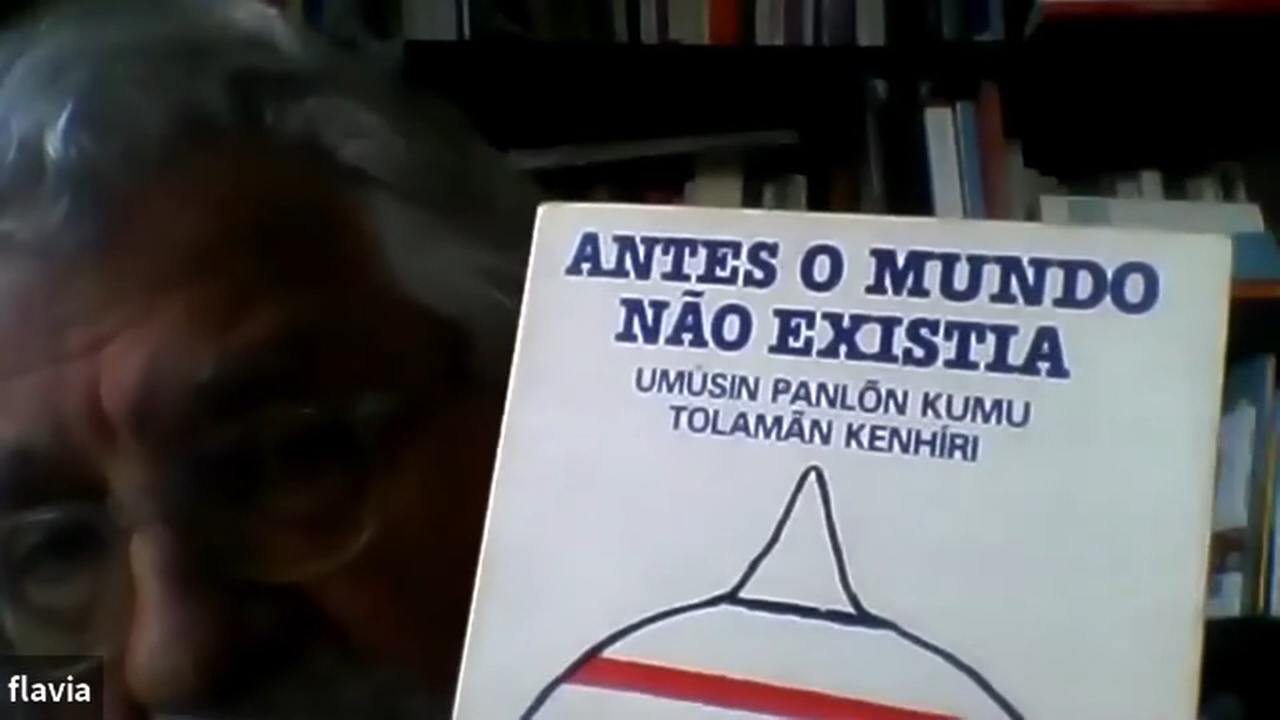 ANTES O MUNDO
NÃO EXISTIA
UMÚSIN PANLÕN KUMU
TOLAMÃN KENHÍRI
flavia